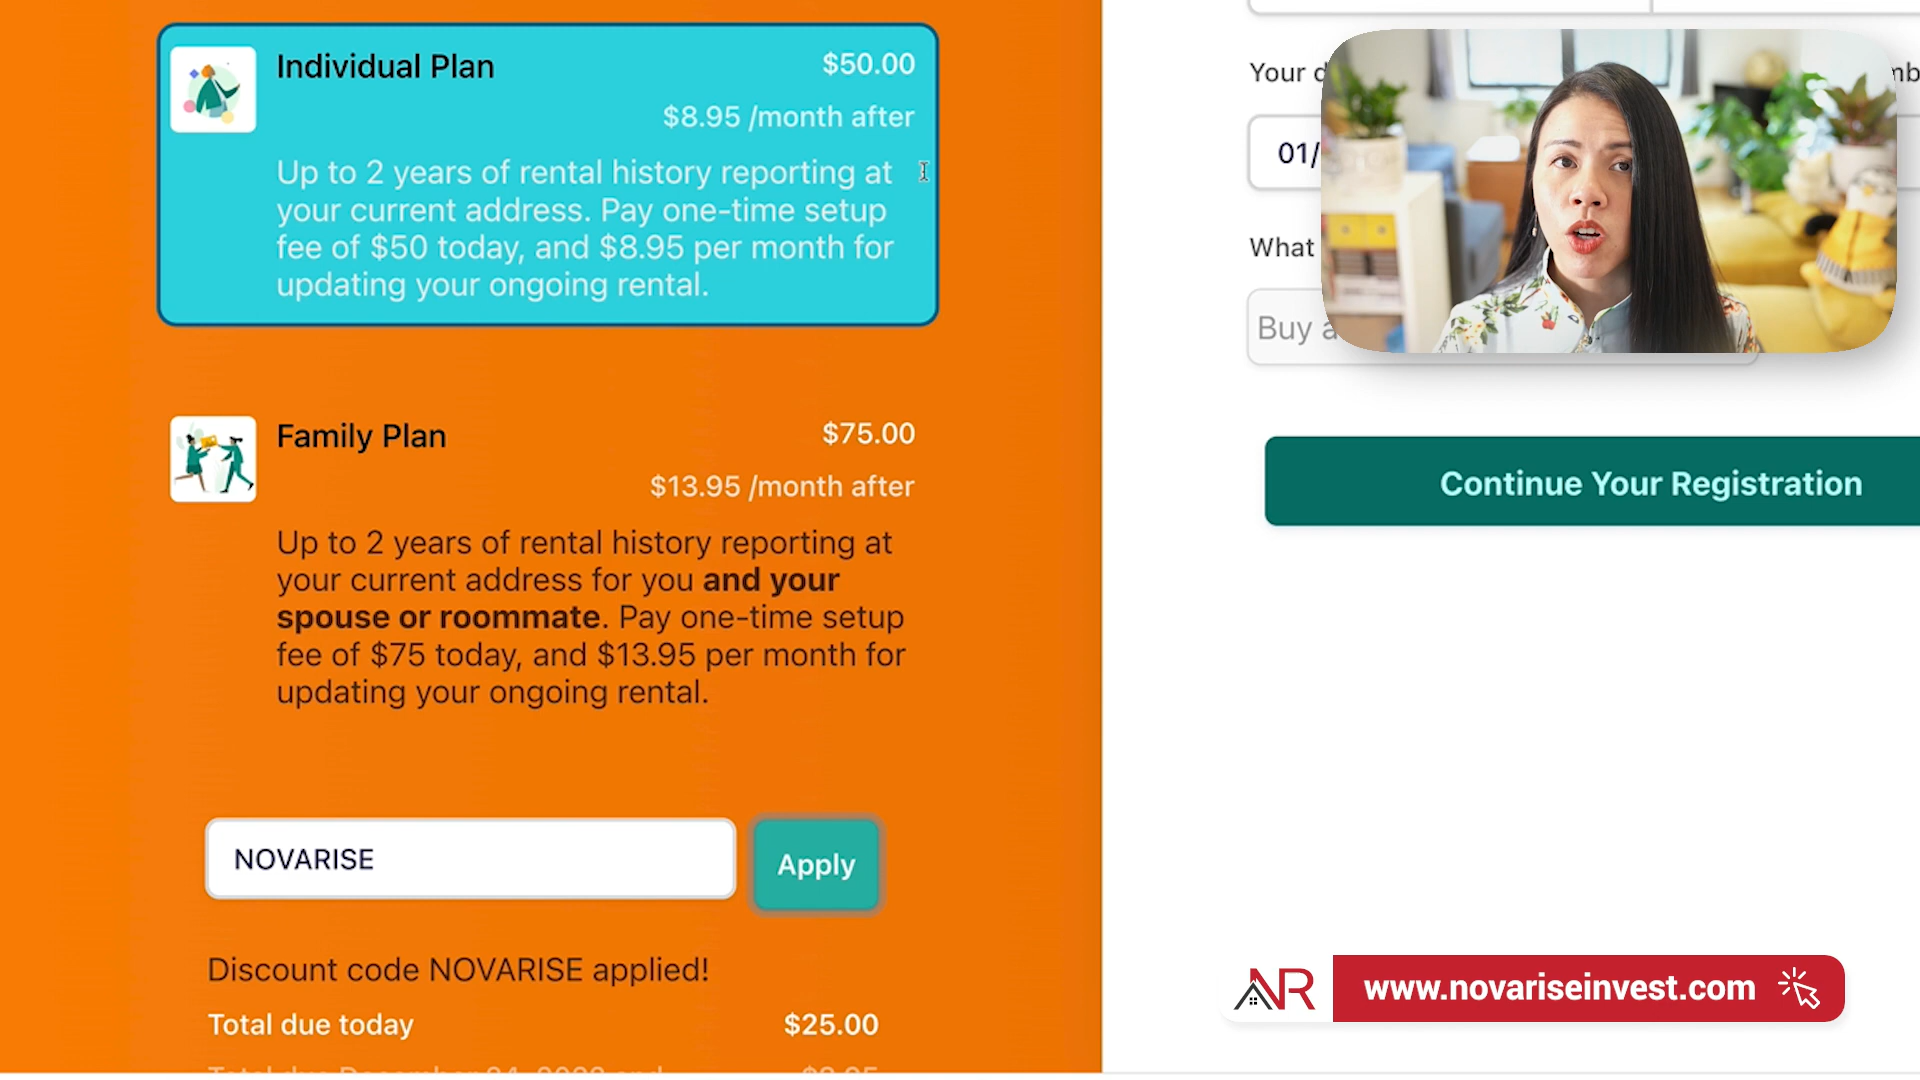 Individual Plan
$50.00
$8.95 /month after
Up to 2 years of rental history reporting at
your current address. Pay one-time setup
fee of $50 today, and $8.95 per month for
updating your ongoing rental.
Family Plan
$75.00
$13.95 /month after
Up to 2 years of rental history reporting at
your current address for you and your
spouse or roommate. Pay one-time setup
fee of $75 today, and $13.95 per month for
updating your ongoing rental.
NOVARISE
Apply
Discount code NOVARISE applied!
Total due today
$25.00
Your
01/
What
Buy
Continue Your Registration
NR
www.novariseinvest.com